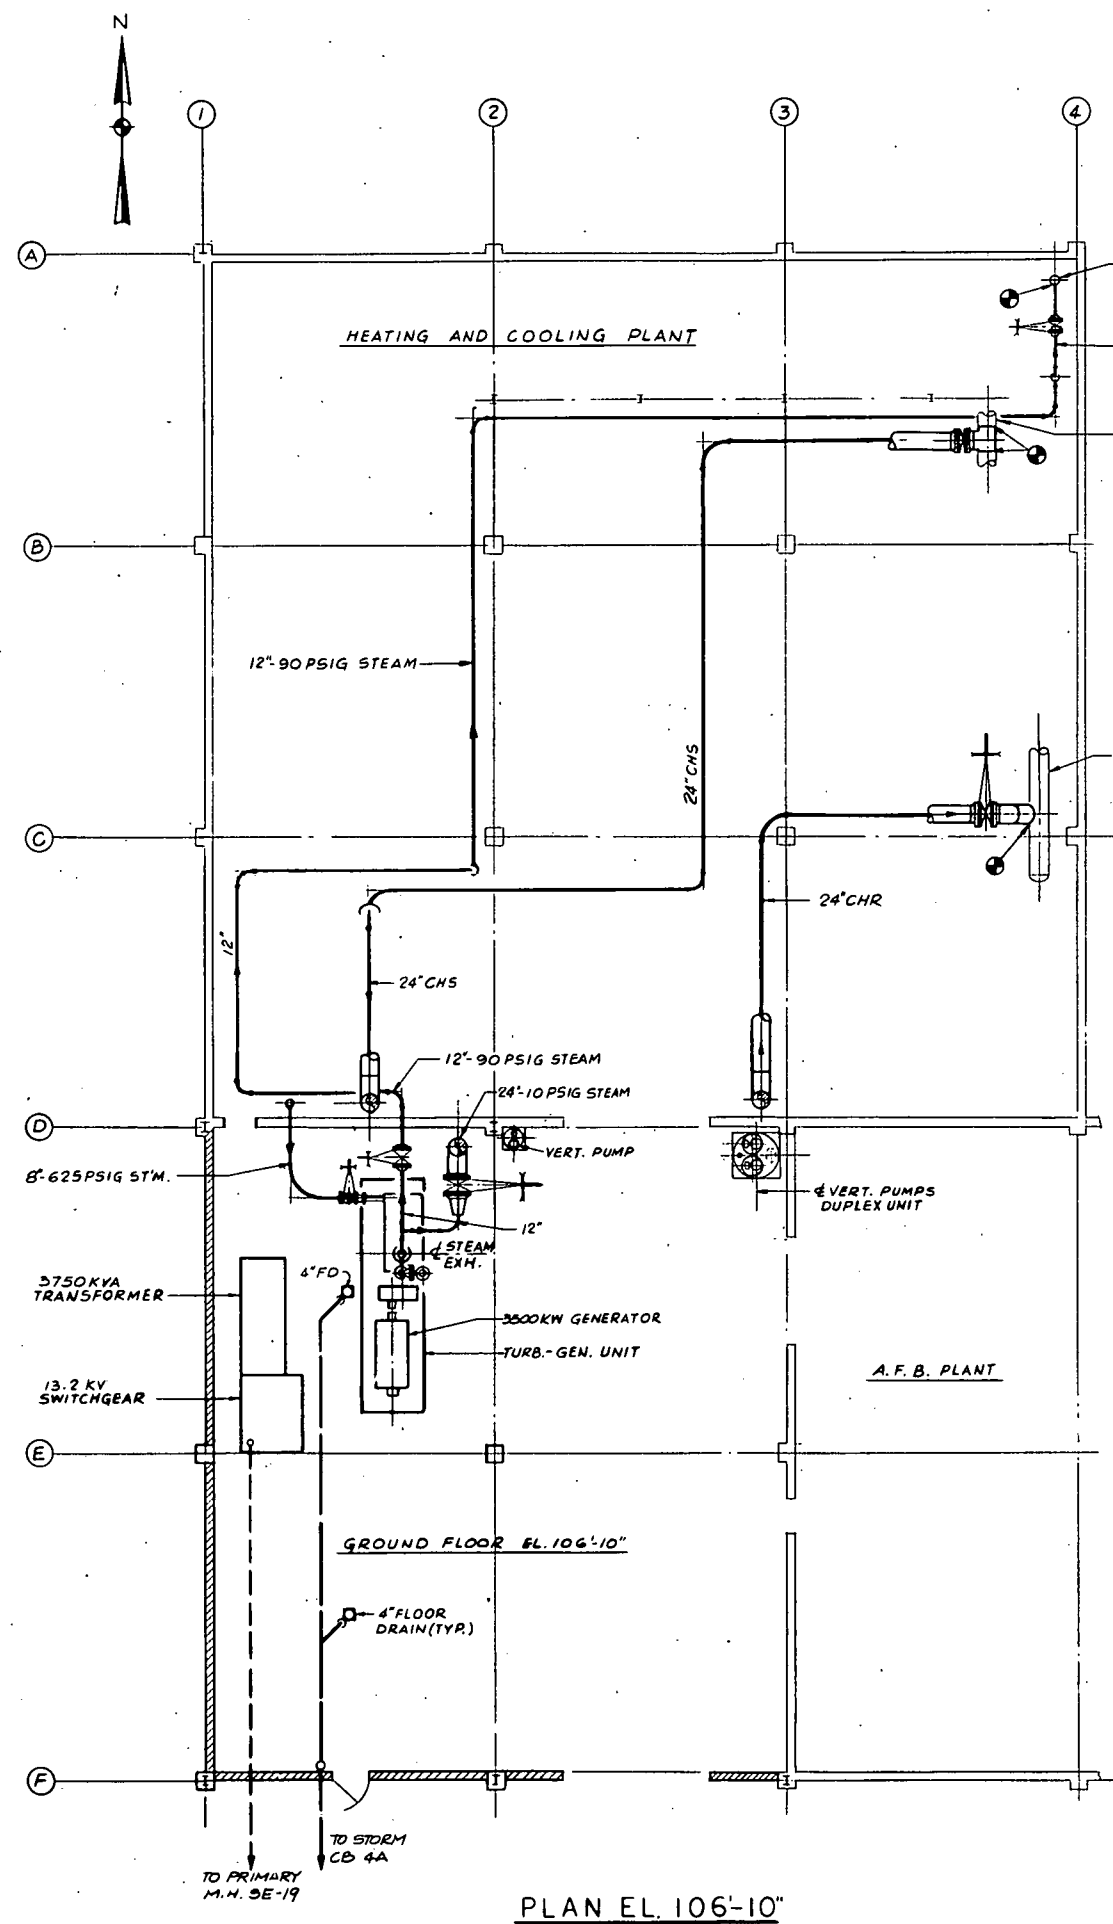 N
1
2
3
4
A
HEATING AND COOLING PLANT
B
12"-90 PSIG STEAM
24"CHS
C
24"CHR
12"
24"CHS
12"-90 PSIG STEAM
24"-10 PSIG STEAM
D
VERT. PUMP
8"-625 PSIG ST'M.
℄ VERT. PUMPS
DUPLEX UNIT
12"
℄ STEAM
EXH.
4"FD
3750 KVA
TRANSFORMER
3500KW GENERATOR
TURB.-GEN. UNIT
A.F.B. PLANT
13.2 KV
SWITCHGEAR
E
GROUND FLOOR EL. 106'-10"
4"FLOOR
DRAIN(TYP.)
F
TO STORM
CB 4A
TO PRIMARY
M.H. SE-19
PLAN EL. 106'-10"